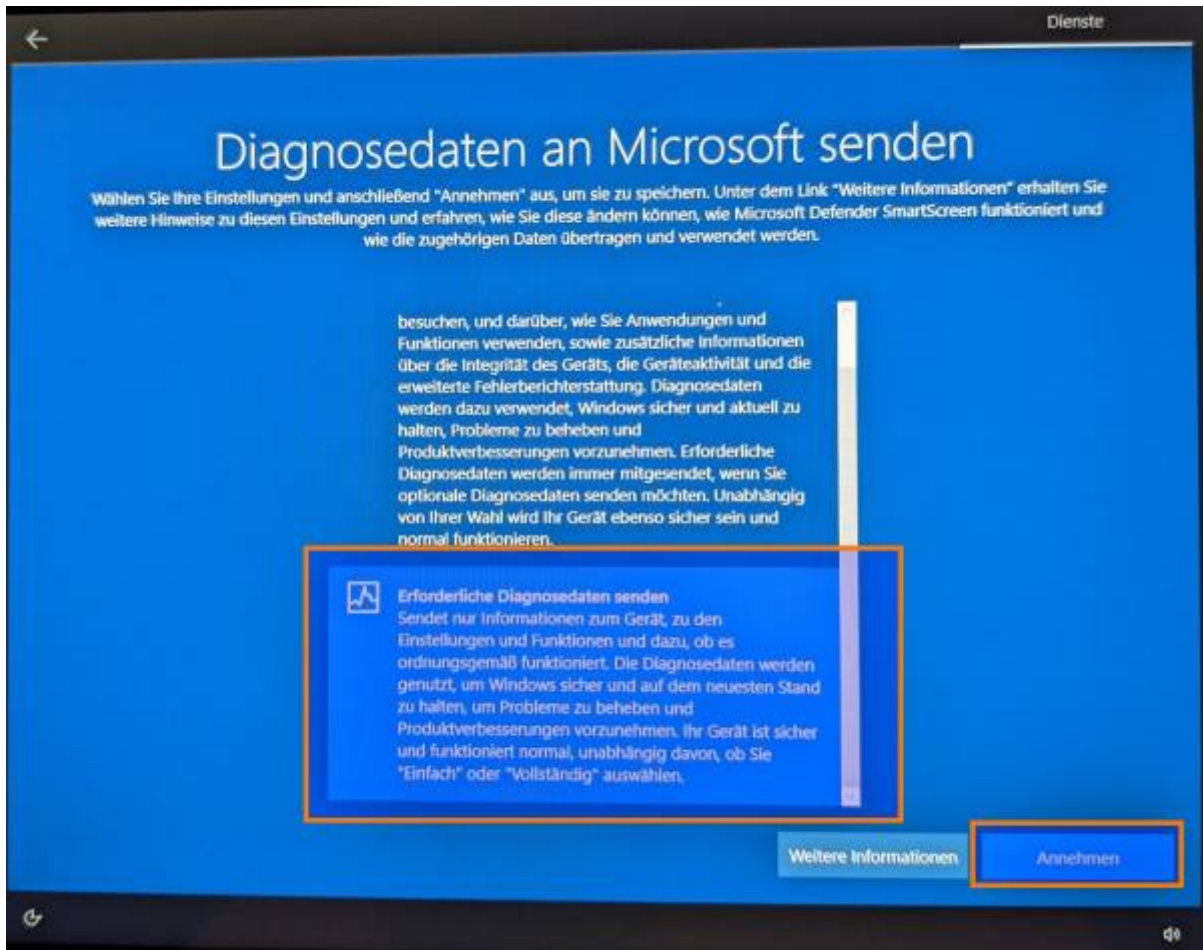 Dienste
Diagnosedaten an Microsoft senden
Wählen Sie Ihre Einstellungen und anschließend "Annehmen" aus, um sie zu speichern. Unter dem Link "Weitere Informationen" erhalten Sie
weitere Hinweise zu diesen Einstellungen und erfahren, wie Sie diese ändern können, wie Microsoft Defender SmartScreen funktioniert und
wie die zugehörigen Daten übertragen und verwendet werden.
besuchen, und darüber, wie Sie Anwendungen und
Funktionen verwenden, sowie zusätzliche Informationen
über die Integrität des Geräts, die Geräteaktivität und die
erweiterte Fehlerberichterstattung. Diagnosedaten
werden dazu verwendet, Windows sicher und aktuell zu
halten, Probleme zu beheben und
Produktverbesserungen vorzunehmen. Erforderliche
Diagnosedaten werden immer mitgesendet, wenn Sie
optionale Diagnosedaten senden möchten. Unabhängig
von Ihrer Wahl wird Ihr Gerät ebenso sicher sein und
normal funktionieren.
Erforderliche Diagnosedaten senden
Sendet nur Informationen zum Gerät, zu den
Einstellungen und Funktionen und dazu, ob es
ordnungsgemäß funktioniert. Die Diagnosedaten werden
genutzt, um Windows sicher und auf dem neuesten Stand
zu halten, um Probleme zu beheben und
Produktverbesserungen vorzunehmen. Ihr Gerät ist sicher
und funktioniert normal, unabhängig davon, ob Sie
"Einfach" oder "Vollständig" auswählen.
Weitere Informationen
Annehmen